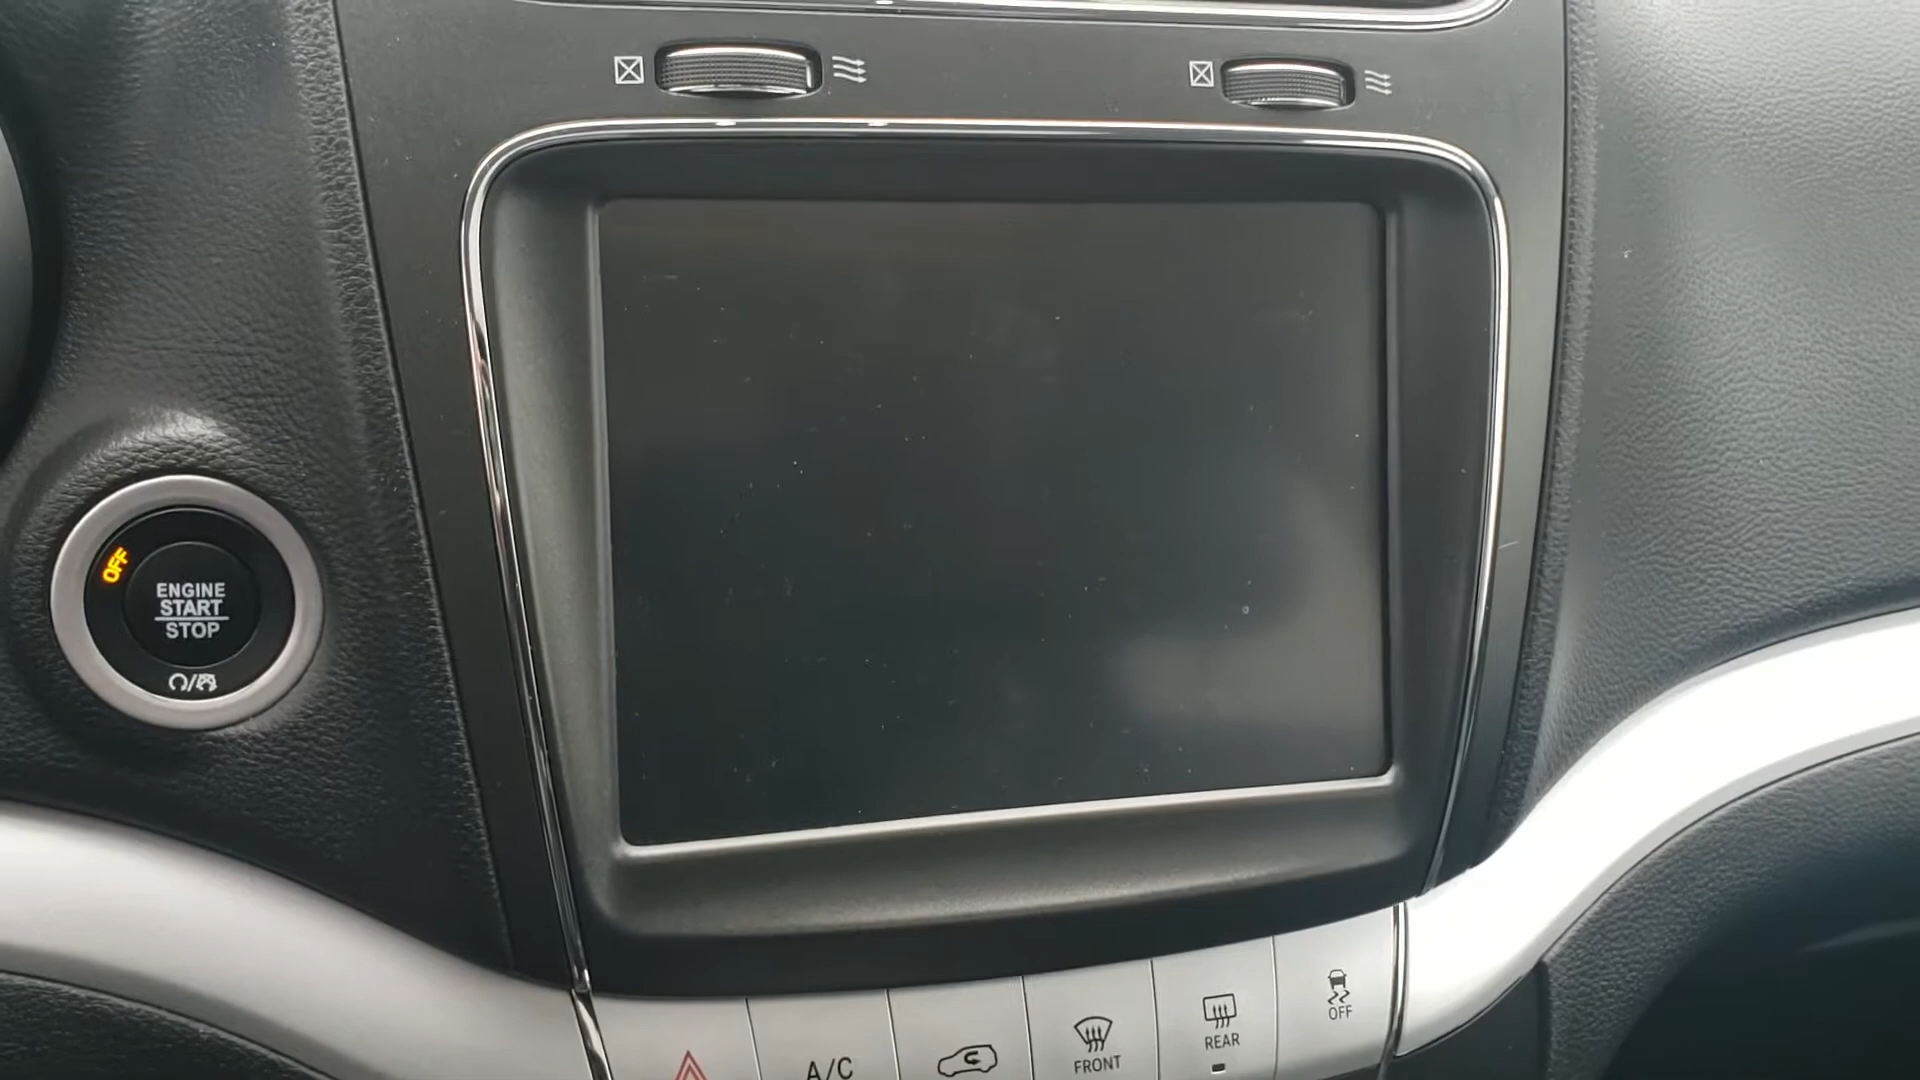 OFF
ENGINE
START
STOP
A/C
FRONT
REAR
OFF